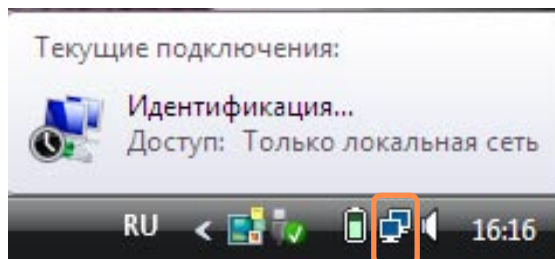 Текущие подключения:
Идентификация...
Доступ: Только локальная сеть
RU < 16:16